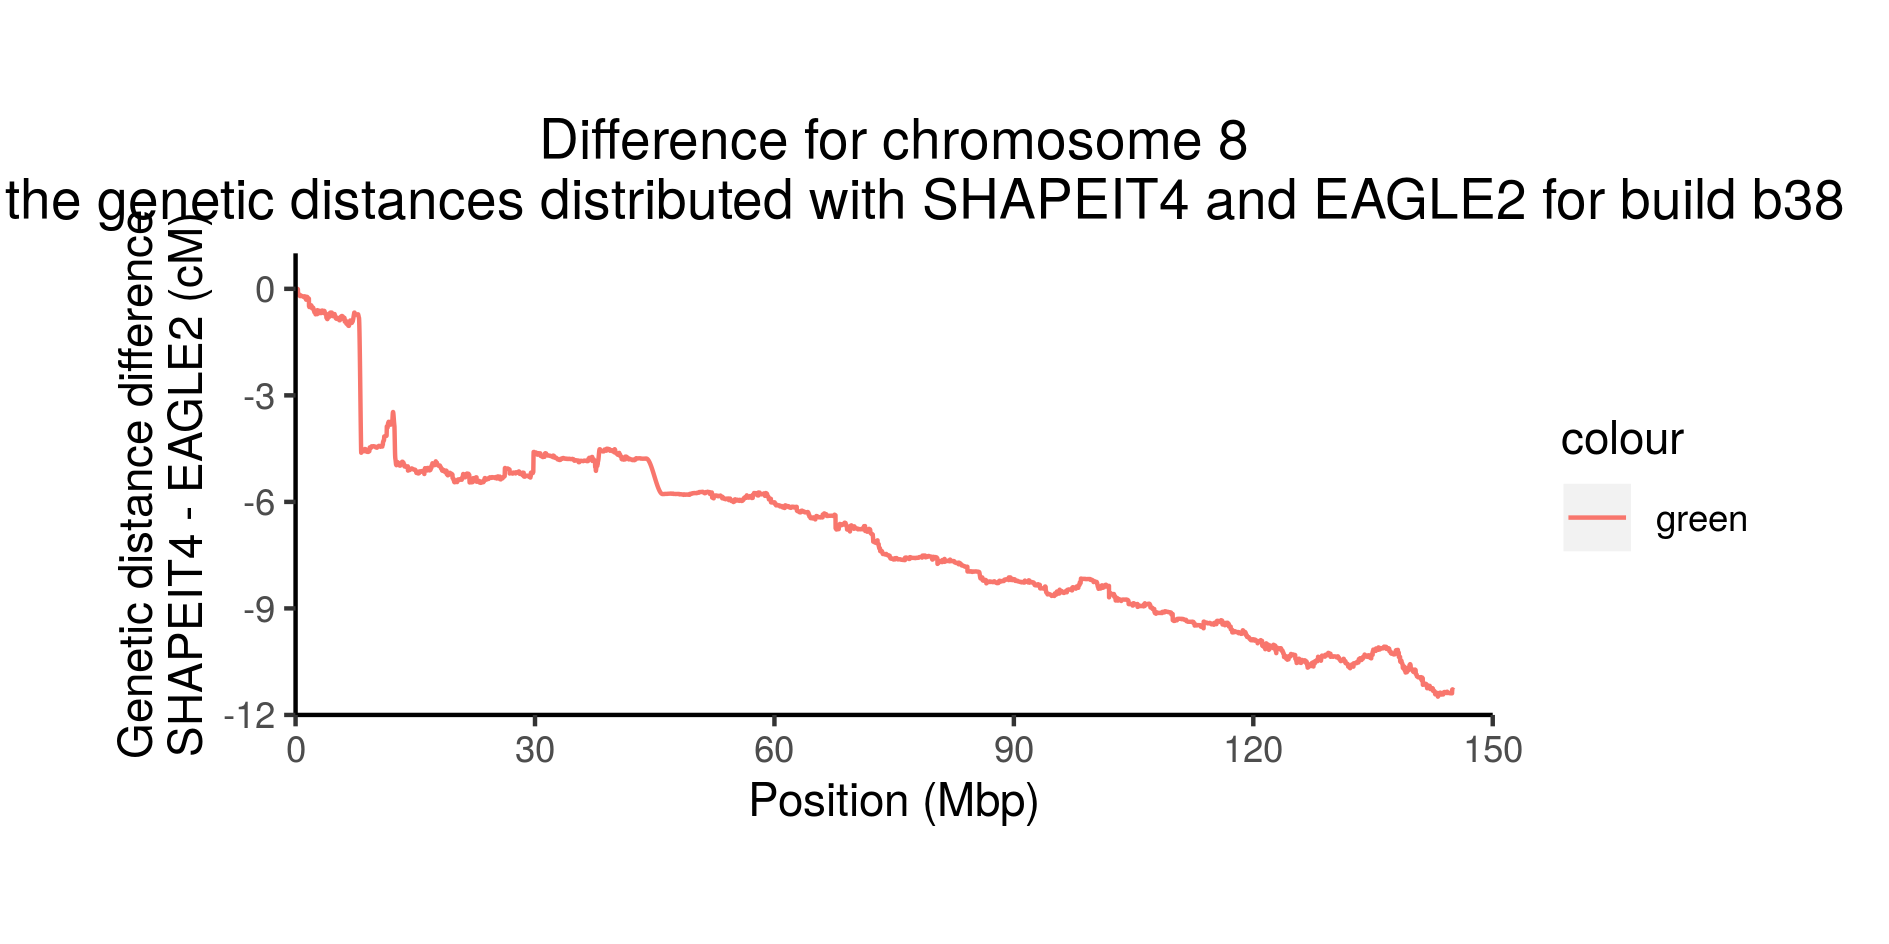 Difference for chromosome 8
the genetic distances distributed with SHAPEIT4 and EAGLE2 for build b38
Genetic distance difference
SHAPEIT4 - EAGLE2 (cM)
0
-3
-6
-9
-12
0
30
60
90
120
150
Position (Mbp)
colour
green